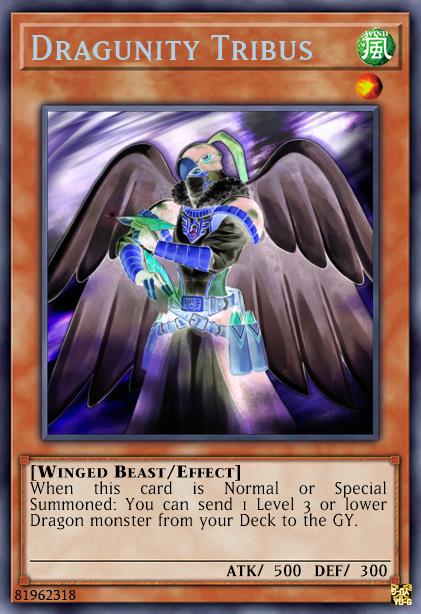 Dragunity Tribus
WIND
風
[Winged Beast/Effect]
When this card is Normal or Special
Summoned: You can send 1 Level 3 or lower
Dragon monster from your Deck to the GY.
ATK/ 500 DEF/ 300
81962318